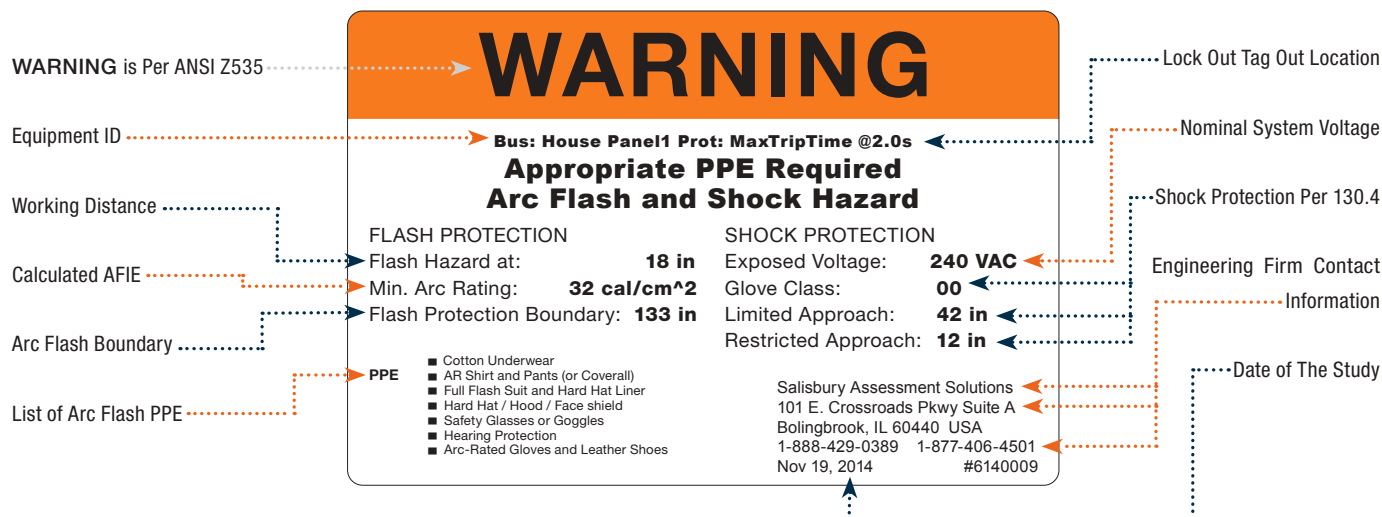 WARNING is Per ANSI Z535
Equipment ID
Working Distance
Calculated AFIE
Arc Flash Boundary
List of Arc Flash PPE
WARNING
Bus: House Panel1 Prot: MaxTripTime @2.0s
Appropriate PPE Required
Arc Flash and Shock Hazard
FLASH PROTECTION
Flash Hazard at: 18 in
Min. Arc Rating: 32 cal/cm^2
Flash Protection Boundary: 133 in
PPE
■ Cotton Underwear
■ AR Shirt and Pants (or Coverall)
■ Full Flash Suit and Hard Hat Liner
■ Hard Hat / Hood / Face shield
■ Safety Glasses or Goggles
■ Hearing Protection
■ Arc-Rated Gloves and Leather Shoes
SHOCK PROTECTION
Exposed Voltage: 240 VAC
Glove Class: 00
Limited Approach: 42 in
Restricted Approach: 12 in
Salisbury Assessment Solutions
101 E. Crossroads Pkwy Suite A
Bolingbrook, IL 60440 USA
1-888-429-0389 1-877-406-4501
Nov 19, 2014 #6140009
Lock Out Tag Out Location
Nominal System Voltage
Shock Protection Per 130.4
Engineering Firm Contact
Information
Date of The Study